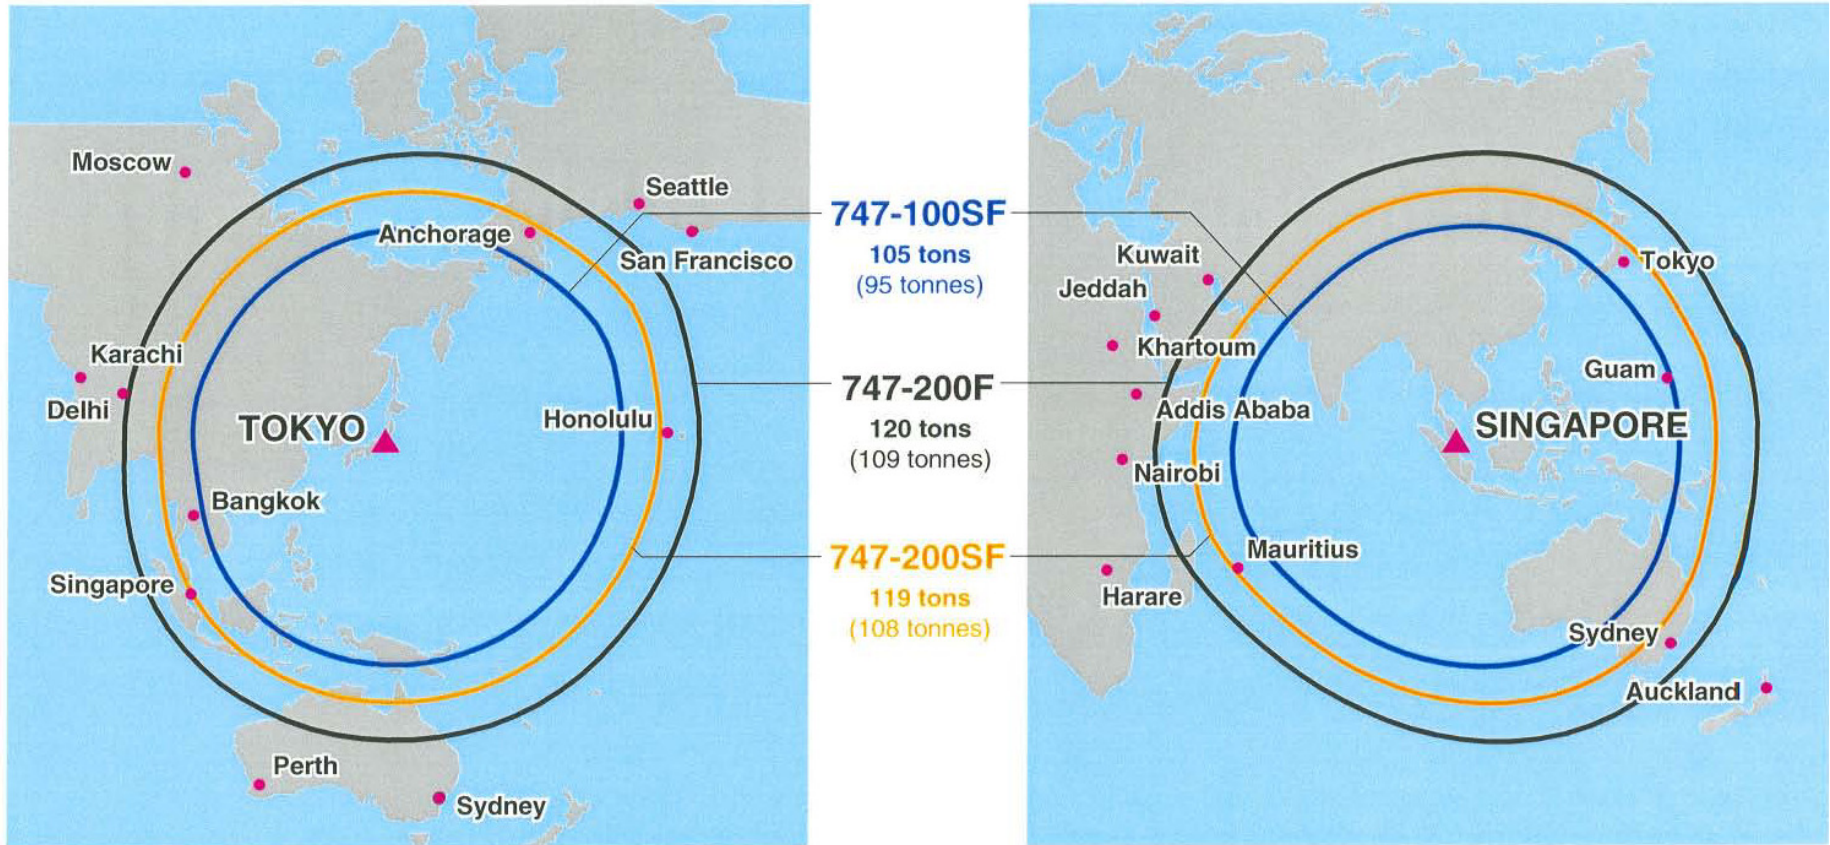 Moscow
Seattle
Anchorage
San Francisco
Karachi
Delhi
TOKYO
Honolulu
Bangkok
Singapore
Perth
Sydney
747-100SF
105 tons
(95 tonnes)
747-200F
120 tons
(109 tonnes)
747-200SF
119 tons
(108 tonnes)
Kuwait
Tokyo
Jeddah
Khartoum
Guam
Addis Ababa
SINGAPORE
Nairobi
Mauritius
Harare
Sydney
Auckland